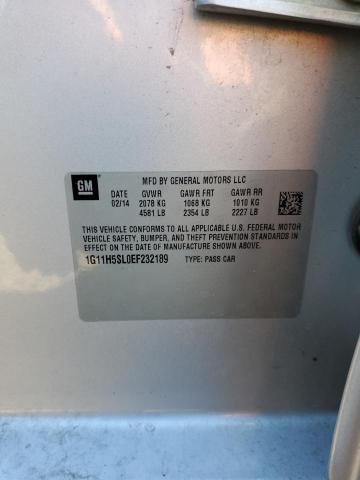 GM
MFD BY GENERAL MOTORS LLC
DATE GVWR GAWR FRT GAWR RR
02/14 2078 KG 1068 KG 1010 KG
4581 LB 2354 LB 2227 LB
THIS VEHICLE CONFORMS TO ALL APPLICABLE U.S. FEDERAL MOTOR
VEHICLE SAFETY, BUMPER, AND THEFT PREVENTION STANDARDS IN
EFFECT ON THE DATE OF MANUFACTURE SHOWN ABOVE.
1G11H5SL0EF232189 TYPE: PASS CAR